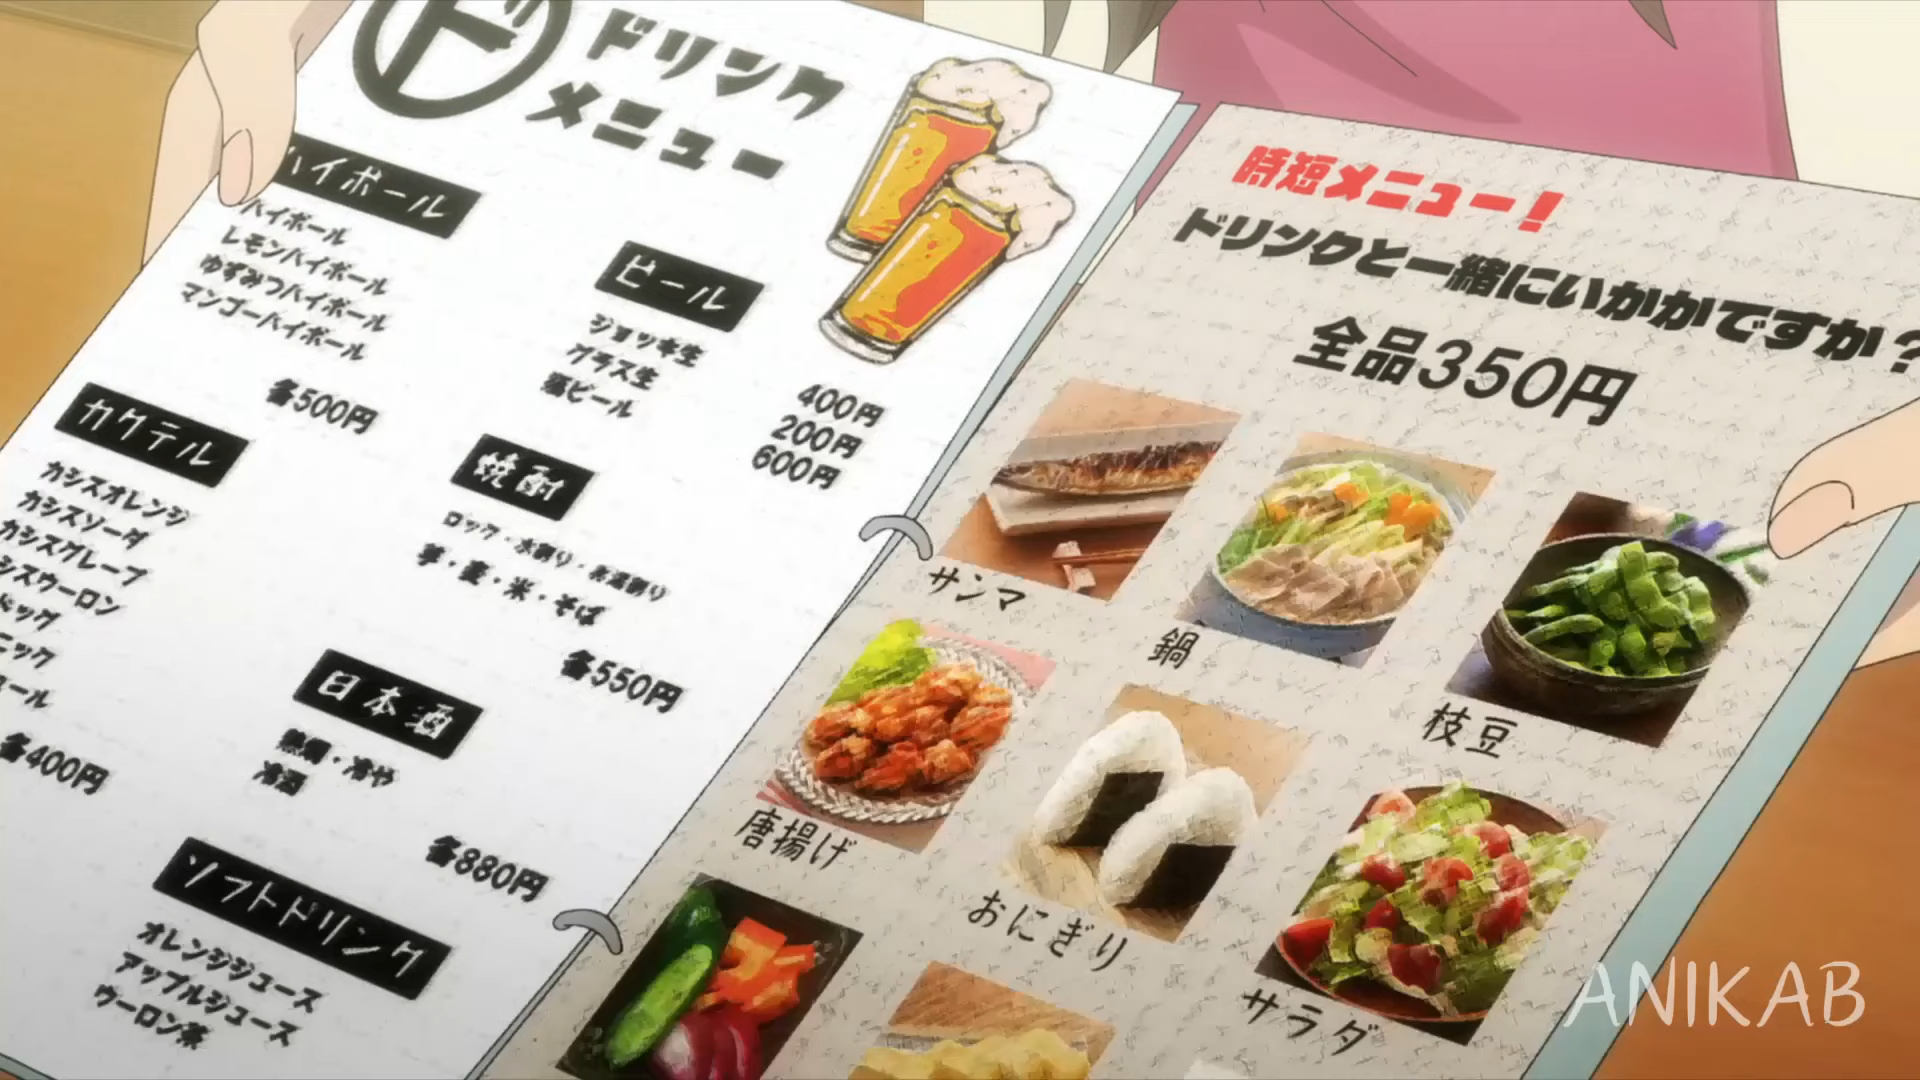 ド
ドリンク
メニュー
ハイボール
ハイボール
レモンハイボール
ゆずみつハイボール
マンゴーハイボール
各500円
ビール
ジョッキ生 400円
グラス生 200円
瓶ビール 600円
カクテル
カシスオレンジ
カシスソーダ
カシスグレープ
シスウーロン
ドッグ
ニック
ール
各400円
焼酎
ロック・水割り・お湯割り
芋・麦・米・そば
各550円
日本酒
熱燗・冷や
冷酒
各880円
ソフトドリンク
オレンジジュース
アップルジュース
ウーロン茶
時短メニュー!
ドリンクと一緒にいかがですか?
全品350円
サンマ
鍋
枝豆
唐揚げ
おにぎり
サラダ
ANIKAB